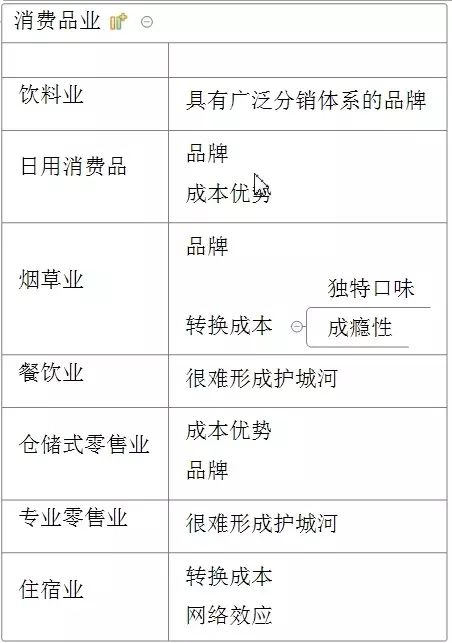 消费品业
饮料业
具有广泛分销体系的品牌
日用消费品
品牌
成本优势
烟草业
品牌
转换成本
独特口味
成瘾性
餐饮业
很难形成护城河
仓储式零售业
成本优势
品牌
专业零售业
很难形成护城河
住宿业
转换成本
网络效应